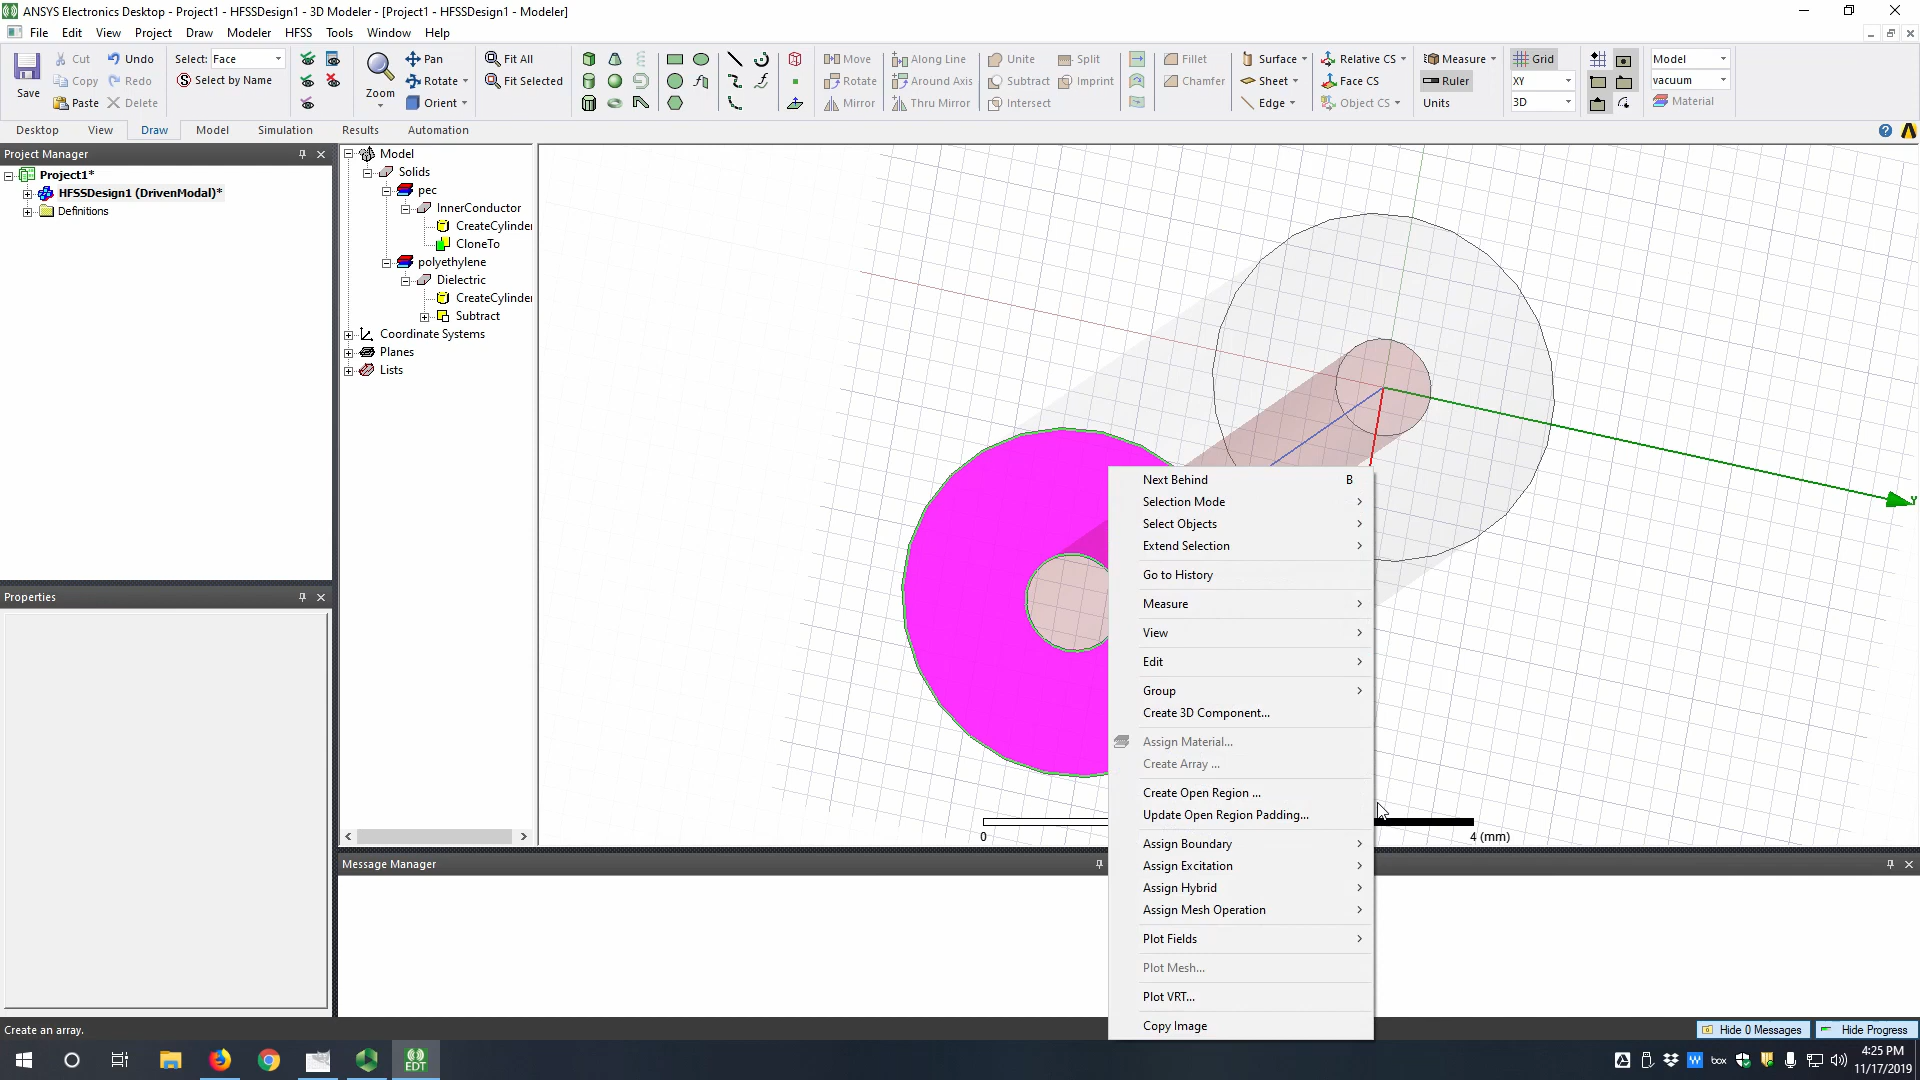 ANSYS Electronics Desktop - Project1 - HFSSDesign1 - 3D Modeler - [Project1 - HFSSDesign1 - Modeler]
File Edit View Project Draw Modeler HFSS Tools Window Help
Save
Cut
Copy
Paste
Undo
Redo
Delete
Select: Face
Select by Name
Zoom
Pan
Rotate
Orient
Fit All
Fit Selected
Move
Rotate
Mirror
Along Line
Around Axis
Thru Mirror
Unite
Subtract
Intersect
Split
Imprint
Fillet
Chamfer
Surface
Sheet
Edge
Relative CS
Face CS
Object CS
Measure
Ruler
Units
Grid
XY
3D
Model
vacuum
Material
Desktop View Draw Model Simulation Results Automation
Project Manager
Project1*
HFSSDesign1 (DrivenModal)*
Definitions
Properties
Model
Solids
pec
InnerConductor
CreateCylinder
CloneTo
polyethylene
Dielectric
CreateCylinder
Subtract
Coordinate Systems
Planes
Lists
Y
0
4 (mm)
Next Behind B
Selection Mode
Select Objects
Extend Selection
Go to History
Measure
View
Edit
Group
Create 3D Component...
Assign Material...
Create Array ...
Create Open Region ...
Update Open Region Padding...
Assign Boundary
Assign Excitation
Assign Hybrid
Assign Mesh Operation
Plot Fields
Plot Mesh...
Plot VRT...
Copy Image
Message Manager
Create an array.
Hide 0 Messages
Hide Progress
EDT
box
4:25 PM
11/17/2019